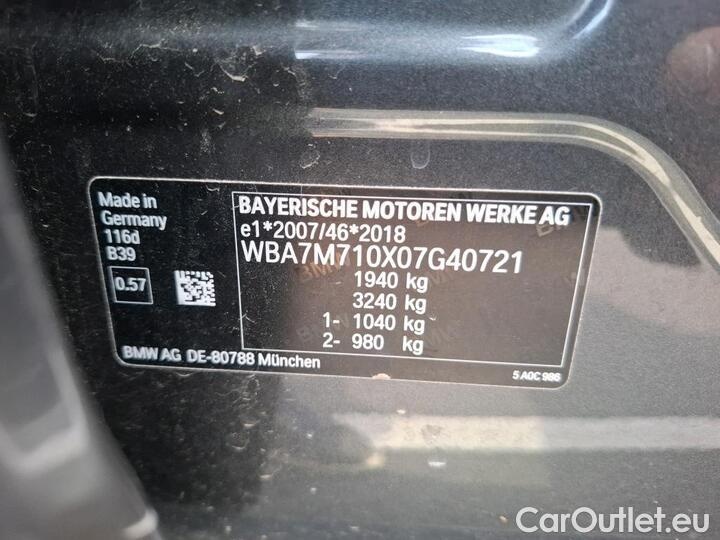 Made in
Germany
116d
B39
0.57
BAYERISCHE MOTOREN WERKE AG
e1*2007/46*2018
WBA7M710X07G40721
1940 kg
3240 kg
1- 1040 kg
2- 980 kg
BMW AG DE-80788 München
5 A0C 986
CarOutlet.eu